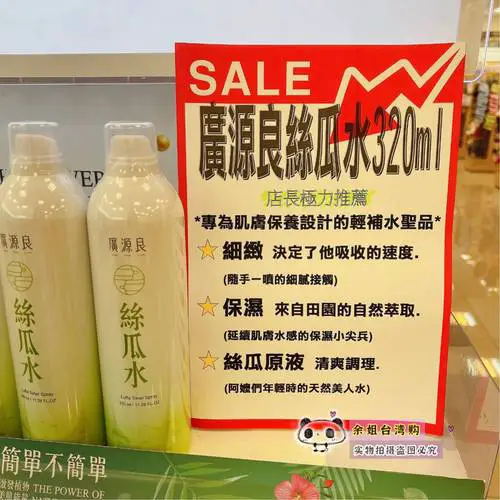 SALE
廣源良絲瓜水320ml
店長極力推薦
*專為肌膚保養設計的輕補水聖品*
細緻 決定了他吸收的速度.
(隨手一噴的細膩接觸)
保濕 來自田園的自然萃取.
(延續肌膚水感的保濕小尖兵)
絲瓜原液 清爽調理.
(阿嬤們年輕時的天然美人水)
廣源良
絲瓜水
廣源良
絲瓜水
Luffa Toner Spray
簡單不簡單
THE POWER OF
余姐台湾购
实物拍摄盗图必究